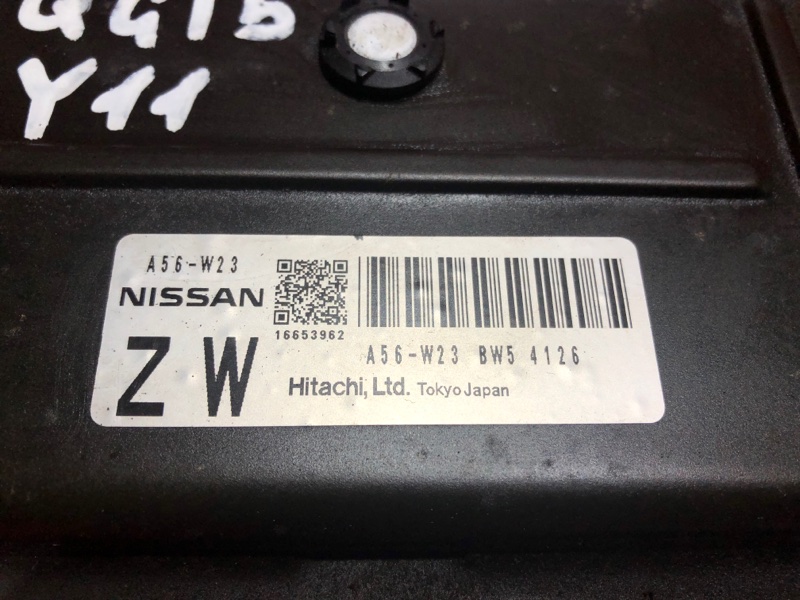 QG15
Y11
A56-W23
NISSAN
16653962
ZW
A56-W23 BW5 4126
Hitachi, Ltd. Tokyo Japan